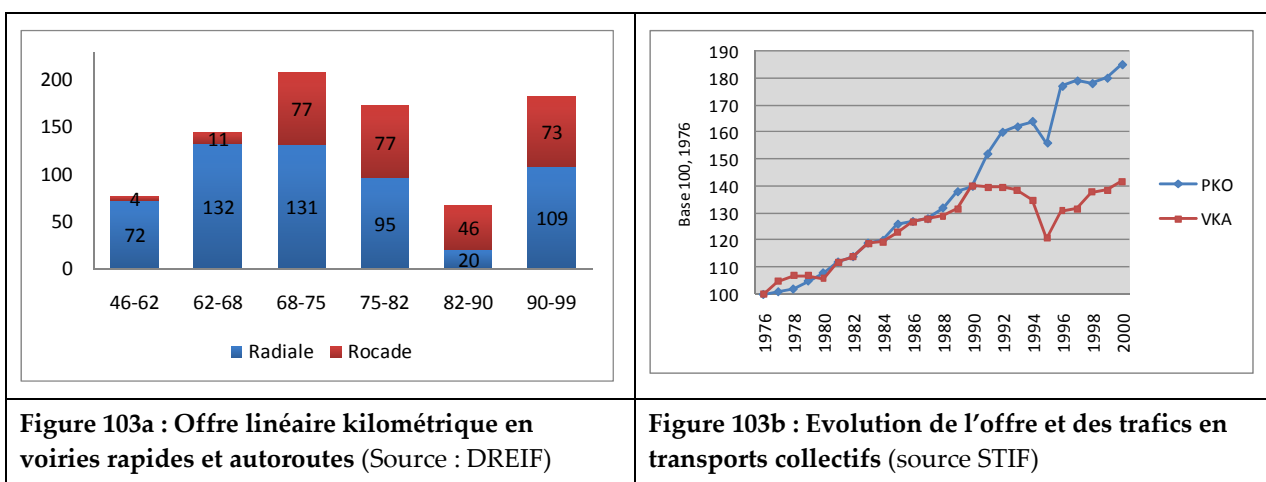 200
150
100
50
0
4
72
11
132
77
131
77
95
46
20
73
109
46-62 62-68 68-75 75-82 82-90 90-99
Radiale Rocade
Figure 103a : Offre linéaire kilométrique en
voiries rapides et autoroutes (Source : DREIF)
190
180
170
160
150
140
130
120
110
100
Base 100, 1976
1976 1978 1980 1982 1984 1986 1988 1990 1992 1994 1996 1998 2000
PKO
VKA
Figure 103b : Evolution de l’offre et des trafics en
transports collectifs (source STIF)